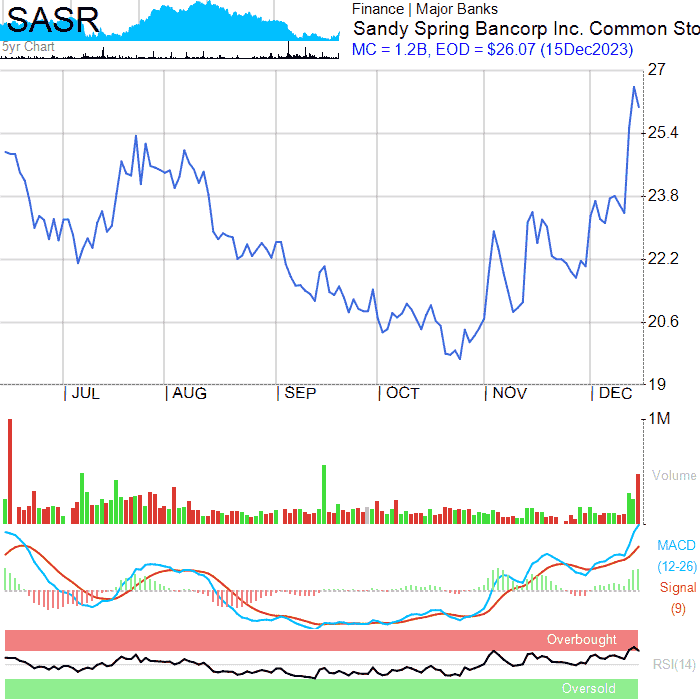 SASR
5yr Chart
Finance | Major Banks
Sandy Spring Bancorp Inc. Common Sto
MC = 1.2B, EOD = $26.07 (15Dec2023)
27
25.4
23.8
22.2
20.6
19
| JUL | AUG | SEP | OCT | NOV | DEC
1M
Volume
MACD
(12-26)
Signal
(9)
Overbought
RSI(14)
Oversold